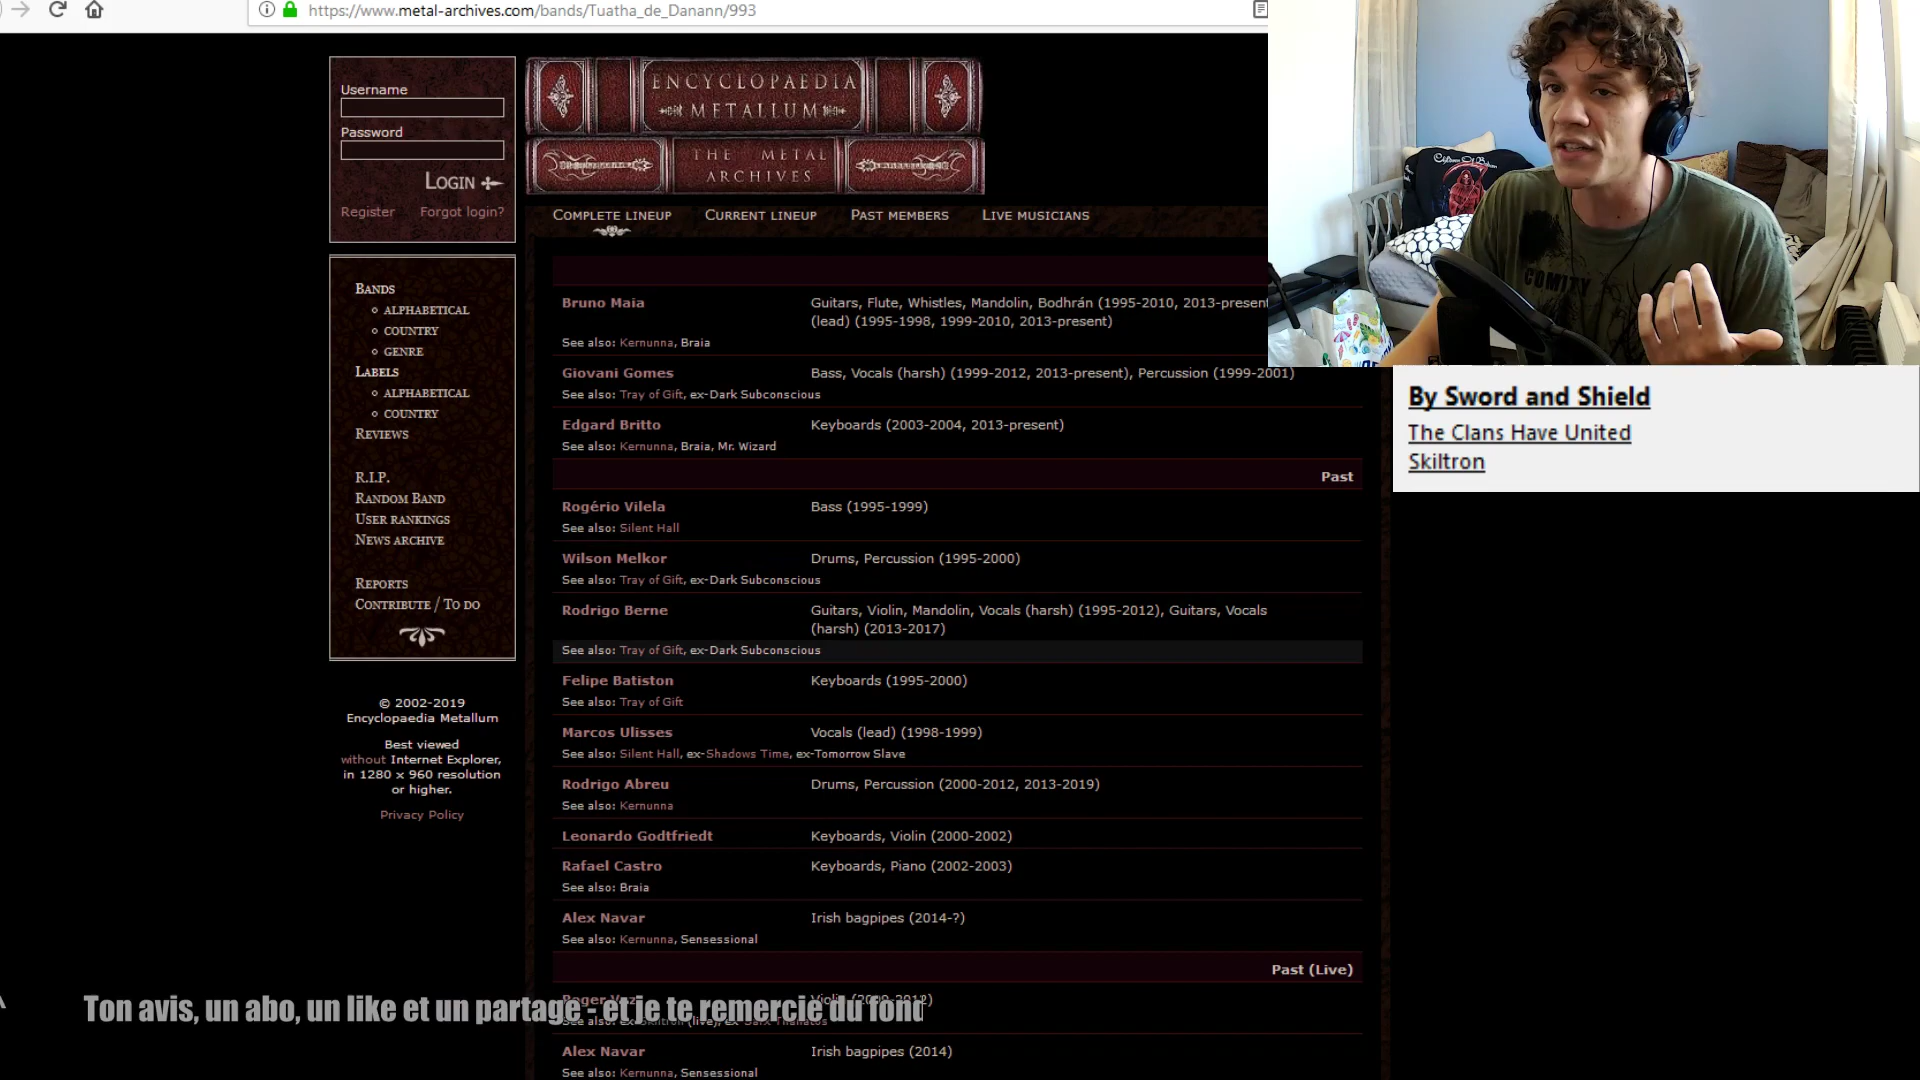 https://www.metal-archives.com/bands/Tuatha_de_Danann/993
Username
Password
LOGIN
Register Forgot login?
BANDS
ALPHABETICAL
COUNTRY
GENRE
LABELS
ALPHABETICAL
COUNTRY
REVIEWS
R.I.P.
RANDOM BAND
USER RANKINGS
NEWS ARCHIVE
REPORTS
CONTRIBUTE / TO DO
© 2002-2019
Encyclopaedia Metallum
Best viewed
without Internet Explorer,
in 1280 x 960 resolution
or higher.
Privacy Policy
ENCYCLOPAEDIA
METALLUM
THE METAL
ARCHIVES
COMPLETE LINEUP CURRENT LINEUP PAST MEMBERS LIVE MUSICIANS
Bruno Maia Guitars, Flute, Whistles, Mandolin, Bodhrán (1995-2010, 2013-present
(lead) (1995-1998, 1999-2010, 2013-present)
See also: Kernunna, Braia
Giovani Gomes Bass, Vocals (harsh) (1999-2012, 2013-present), Percussion (1999-2001)
See also: Tray of Gift, ex-Dark Subconscious
Edgard Britto Keyboards (2003-2004, 2013-present)
See also: Kernunna, Braia, Mr. Wizard
Past
Rogério Vilela Bass (1995-1999)
See also: Silent Hall
Wilson Melkor Drums, Percussion (1995-2000)
See also: Tray of Gift, ex-Dark Subconscious
Rodrigo Berne Guitars, Violin, Mandolin, Vocals (harsh) (1995-2012), Guitars, Vocals
(harsh) (2013-2017)
See also: Tray of Gift, ex-Dark Subconscious
Felipe Batiston Keyboards (1995-2000)
See also: Tray of Gift
Marcos Ulisses Vocals (lead) (1998-1999)
See also: Silent Hall, ex-Shadows Time, ex-Tomorrow Slave
Rodrigo Abreu Drums, Percussion (2000-2012, 2013-2019)
See also: Kernunna
Leonardo Godtfriedt Keyboards, Violin (2000-2002)
Rafael Castro Keyboards, Piano (2002-2003)
See also: Braia
Alex Navar Irish bagpipes (2014-?)
See also: Kernunna, Sensessional
Past (Live)
Roger Vaz Violin
See also: ex-Skiltron (live), ex-
Alex Navar Irish bagpipes (2014)
See also: Kernunna, Sensessional
Children Of Bodom
COMITY
By Sword and Shield
The Clans Have United
Skiltron
Ton avis, un abo, un like et un partage - et je te remercie du fond